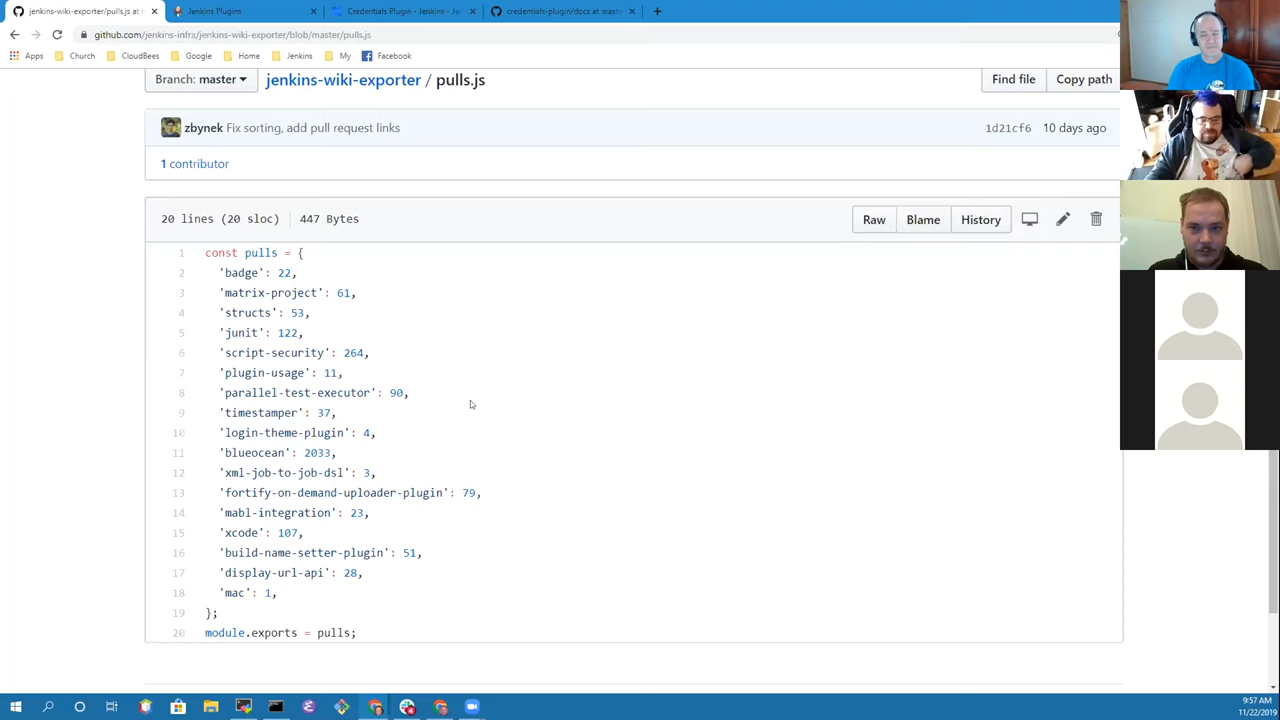 jenkins-wiki-exporter/pulls.js at m
Jenkins Plugins
Credentials Plugin - Jenkins - Jen
credentials-plugin/docs at mast
github.com/jenkins-infra/jenkins-wiki-exporter/blob/master/pulls.js
Apps
Church
CloudBees
Google
Home
Jenkins
My
Facebook
Branch: master
jenkins-wiki-exporter / pulls.js
Find file
Copy path
zbynek Fix sorting, add pull request links
1d21cf6 10 days ago
1 contributor
20 lines (20 sloc) 447 Bytes
Raw
Blame
History
1 const pulls = {
2 'badge': 22,
3 'matrix-project': 61,
4 'structs': 53,
5 'junit': 122,
6 'script-security': 264,
7 'plugin-usage': 11,
8 'parallel-test-executor': 90,
9 'timestamper': 37,
10 'login-theme-plugin': 4,
11 'blueocean': 2033,
12 'xml-job-to-job-dsl': 3,
13 'fortify-on-demand-uploader-plugin': 79,
14 'mabl-integration': 23,
15 'xcode': 107,
16 'build-name-setter-plugin': 51,
17 'display-url-api': 28,
18 'mac': 1,
19 };
20 module.exports = pulls;
9:57 AM
11/22/2019